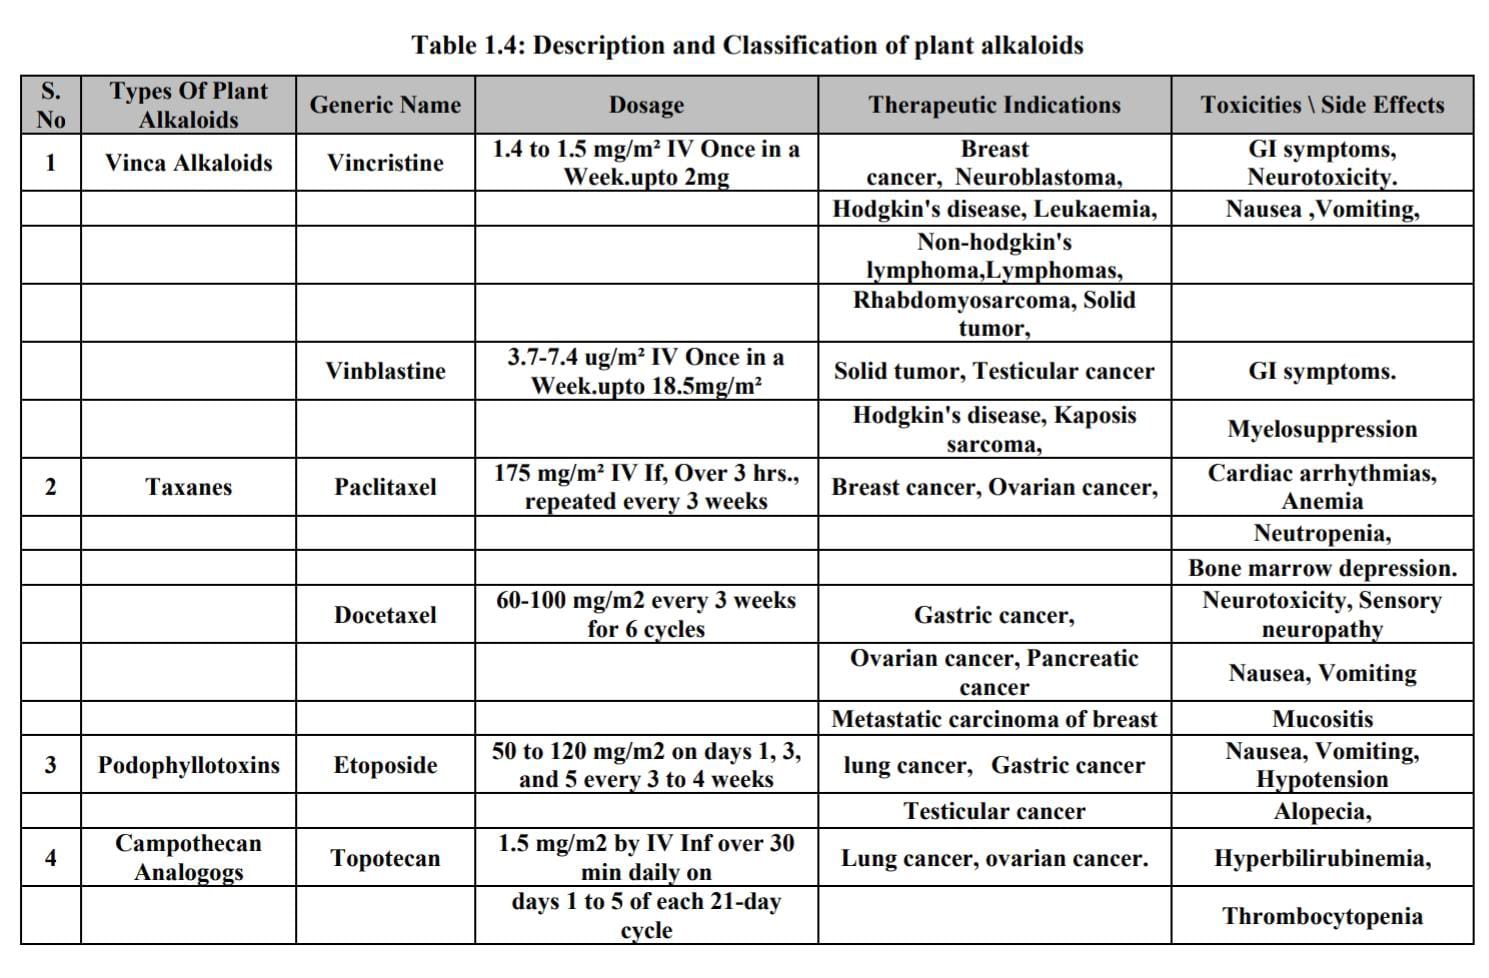 Table 1.4: Description and Classification of plant alkaloids
S. No | Types Of Plant Alkaloids | Generic Name | Dosage | Therapeutic Indications | Toxicities \ Side Effects
1 | Vinca Alkaloids | Vincristine | 1.4 to 1.5 mg/m² IV Once in a Week.upto 2mg | Breast cancer, Neuroblastoma, | GI symptoms, Neurotoxicity.
Hodgkin's disease, Leukaemia, | Nausea ,Vomiting,
Non-hodgkin's lymphoma,Lymphomas,
Rhabdomyosarcoma, Solid tumor,
Vinblastine | 3.7-7.4 ug/m² IV Once in a Week.upto 18.5mg/m² | Solid tumor, Testicular cancer | GI symptoms.
Hodgkin's disease, Kaposis sarcoma, | Myelosuppression
2 | Taxanes | Paclitaxel | 175 mg/m² IV If, Over 3 hrs., repeated every 3 weeks | Breast cancer, Ovarian cancer, | Cardiac arrhythmias, Anemia
Neutropenia,
Bone marrow depression.
Docetaxel | 60-100 mg/m2 every 3 weeks for 6 cycles | Gastric cancer, | Neurotoxicity, Sensory neuropathy
Ovarian cancer, Pancreatic cancer | Nausea, Vomiting
Metastatic carcinoma of breast | Mucositis
3 | Podophyllotoxins | Etoposide | 50 to 120 mg/m2 on days 1, 3, and 5 every 3 to 4 weeks | lung cancer, Gastric cancer | Nausea, Vomiting, Hypotension
Testicular cancer | Alopecia,
4 | Campothecan Analogogs | Topotecan | 1.5 mg/m2 by IV Inf over 30 min daily on | Lung cancer, ovarian cancer. | Hyperbilirubinemia,
days 1 to 5 of each 21-day cycle | Thrombocytopenia